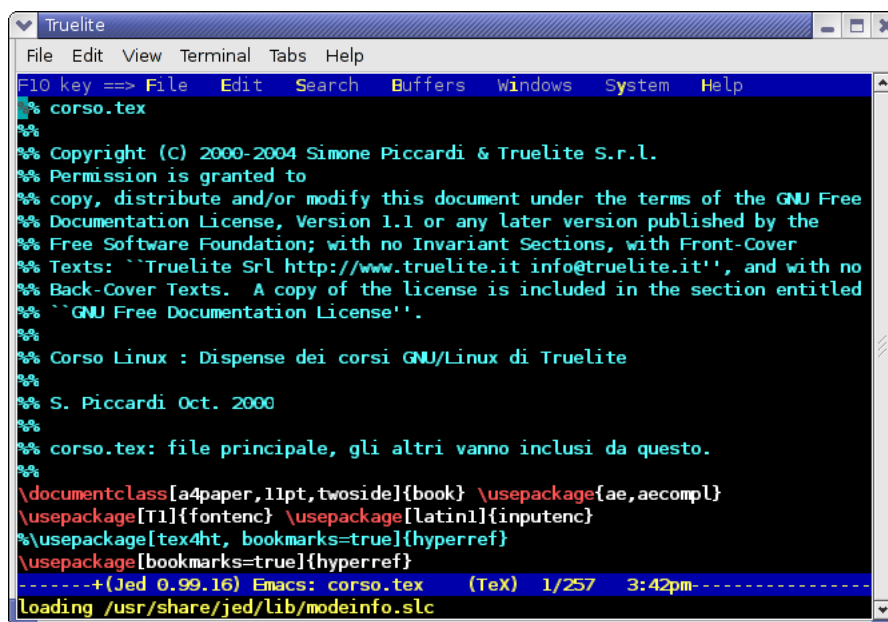 Truelite
File Edit View Terminal Tabs Help
F10 key ==> File Edit Search Buffers Windows System Help
%% corso.tex
%%
%% Copyright (C) 2000-2004 Simone Piccardi & Truelite S.r.l.
%% Permission is granted to
%% copy, distribute and/or modify this document under the terms of the GNU Free
%% Documentation License, Version 1.1 or any later version published by the
%% Free Software Foundation; with no Invariant Sections, with Front-Cover
%% Texts: ``Truelite Srl http://www.truelite.it info@truelite.it'', and with no
%% Back-Cover Texts.  A copy of the license is included in the section entitled
%% ``GNU Free Documentation License''.
%%
%% Corso Linux : Dispense dei corsi GNU/Linux di Truelite
%%
%% S. Piccardi Oct. 2000
%%
%% corso.tex: file principale, gli altri vanno inclusi da questo.
%%
\documentclass[a4paper,11pt,twoside]{book} \usepackage{ae,aecompl}
\usepackage[T1]{fontenc} \usepackage[latin1]{inputenc}
%\usepackage[tex4ht, bookmarks=true]{hyperref}
\usepackage[bookmarks=true]{hyperref}
-------+(Jed 0.99.16) Emacs: corso.tex    (TeX)  1/257   3:42pm-----------------
loading /usr/share/jed/lib/modeinfo.slc